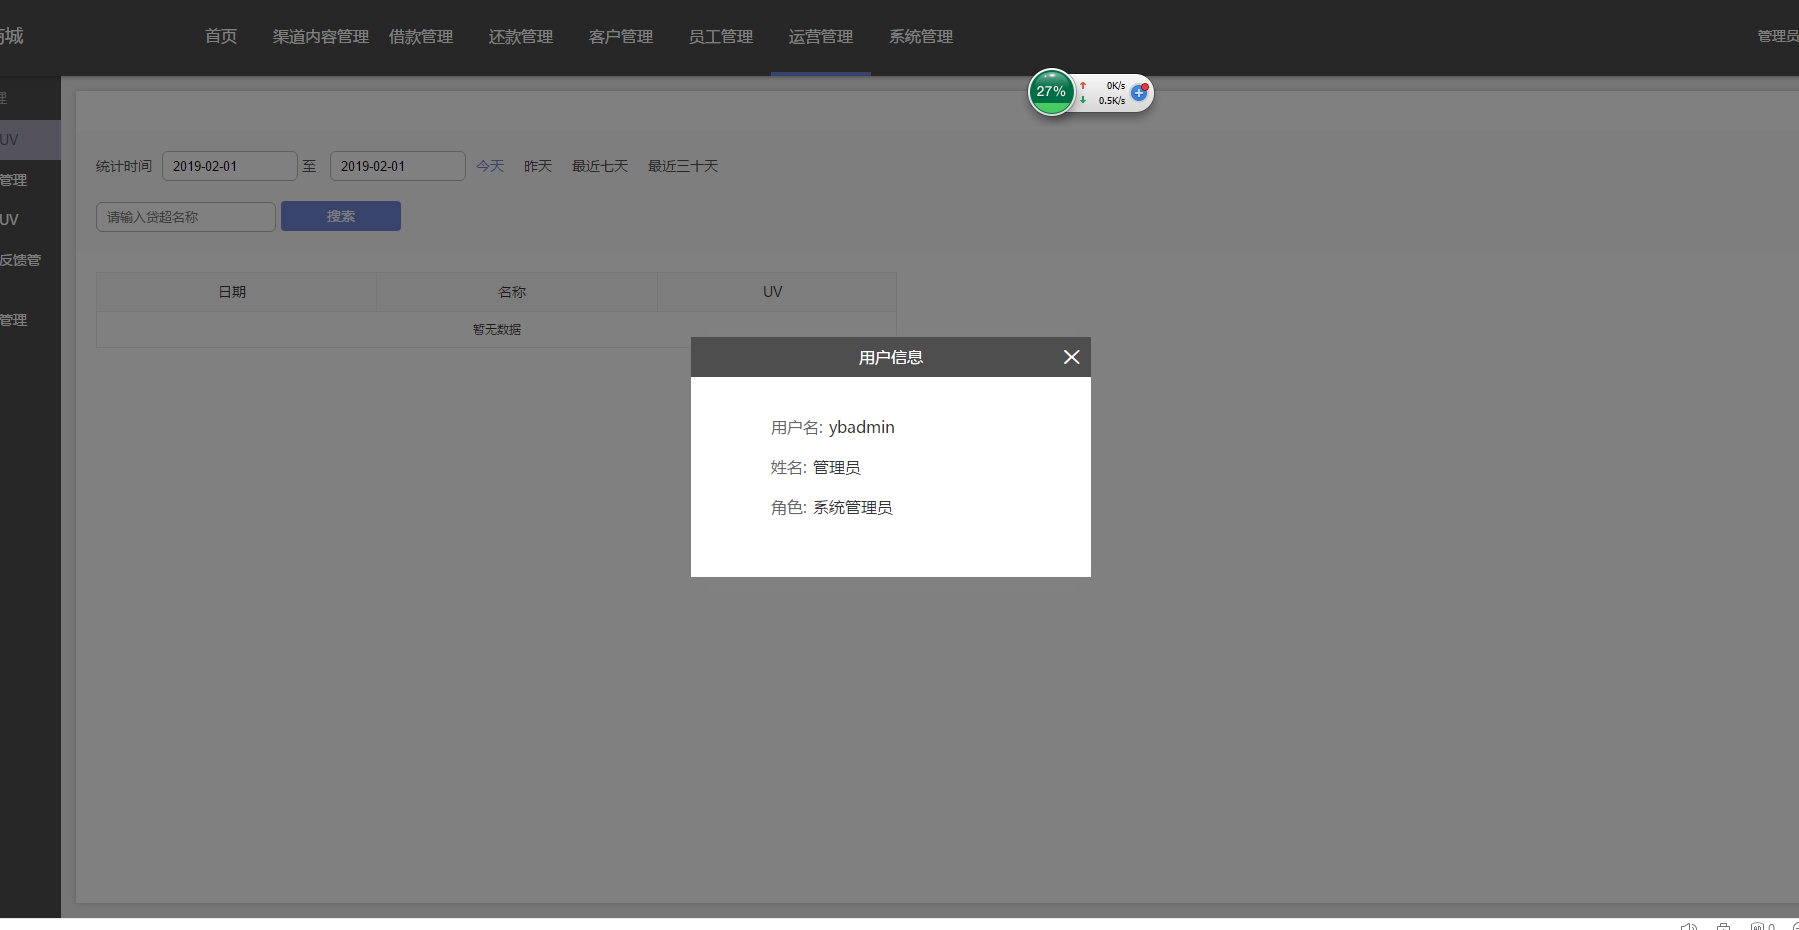 商城 首页 渠道内容管理 借款管理 还款管理 客户管理 员工管理 运营管理 系统管理 管理员
理
UV
管理
UV
反馈管
管理
27% 0K/s
0.5K/s
统计时间 2019-02-01 至 2019-02-01 今天 昨天 最近七天 最近三十天
请输入贷超名称 搜索
日期 名称 UV
暂无数据
用户信息
用户名: ybadmin
姓名: 管理员
角色: 系统管理员
0